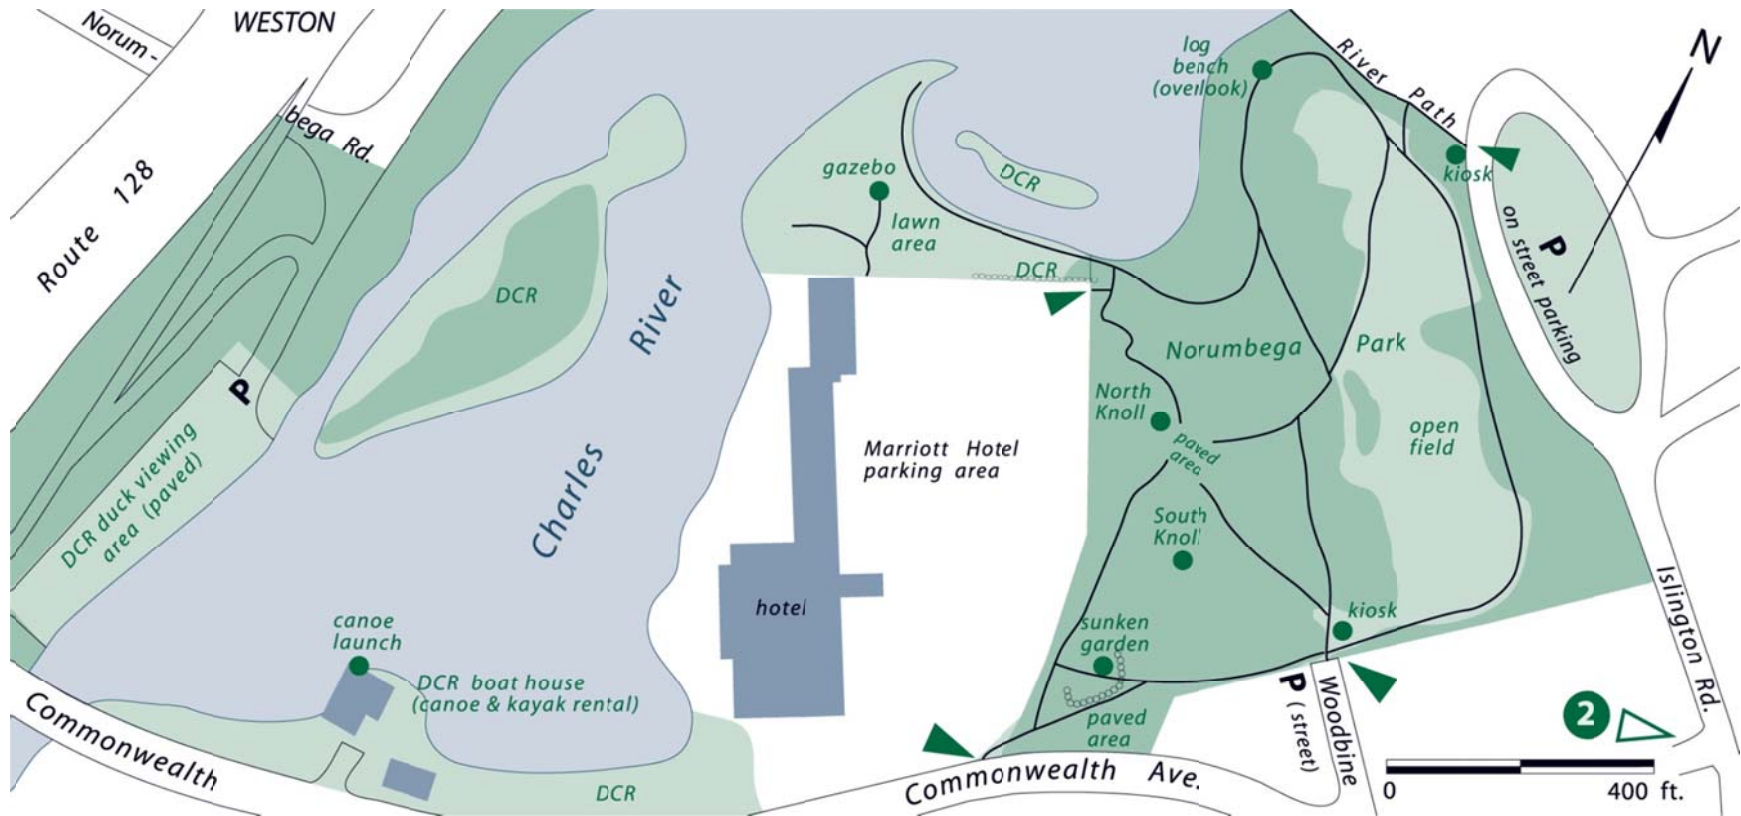 WESTON
Norum -
bega Rd.
Route 128
log
bench
(overlook)
River Path
N
kiosk
P
on street parking
gazebo
lawn
area
DCR
DCR
DCR
River
Charles
P
DCR duck viewing
area (paved)
Norumbega Park
North
Knoll
paved
area
open
field
Marriott Hotel
parking area
South
Knoll
hotel
kiosk
sunken
garden
canoe
launch
DCR boat house
(canoe & kayak rental)
paved
area
P (street)
Woodbine
Islington Rd.
2
Commonwealth
Commonwealth Ave.
DCR
0 400 ft.